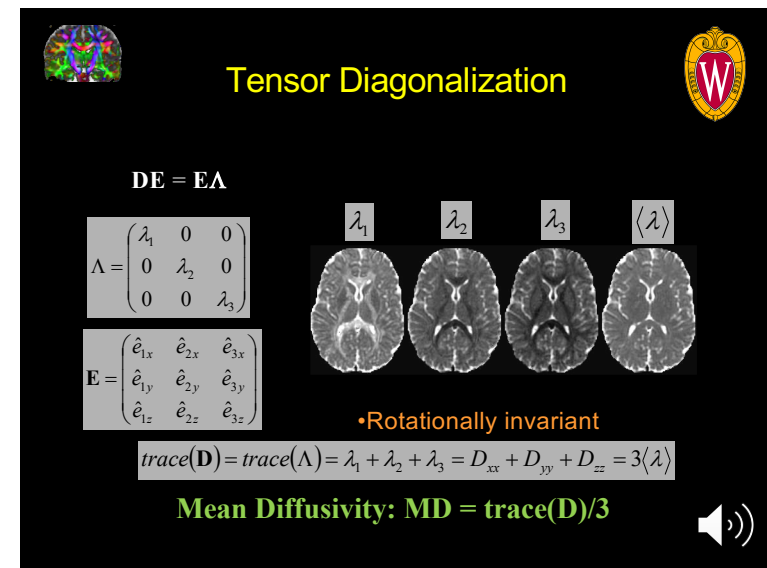 Tensor Diagonalization
W
DE = EΛ
Λ = (λ₁ 0 0
0 λ₂ 0
0 0 λ₃)
E = (ê₁ₓ ê₂ₓ ê₃ₓ
ê₁y ê₂y ê₃y
ê₁z ê₂z ê₃z)
λ₁ λ₂ λ₃ ⟨λ⟩
•Rotationally invariant
trace(D) = trace(Λ) = λ₁ + λ₂ + λ₃ = Dxx + Dyy + Dzz = 3⟨λ⟩
Mean Diffusivity: MD = trace(D)/3